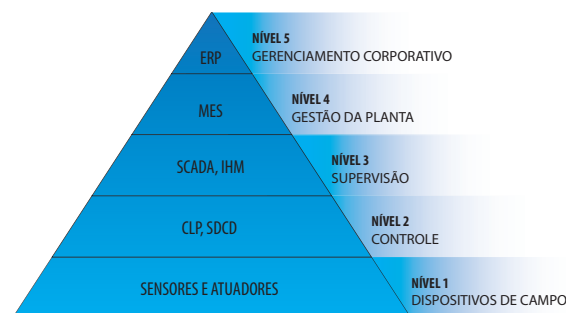 NÍVEL 5
ERP
GERENCIAMENTO CORPORATIVO
NÍVEL 4
MES
GESTÃO DA PLANTA
NÍVEL 3
SCADA, IHM
SUPERVISÃO
NÍVEL 2
CLP, SDCD
CONTROLE
NÍVEL 1
SENSORES E ATUADORES
DISPOSITIVOS DE CAMPO